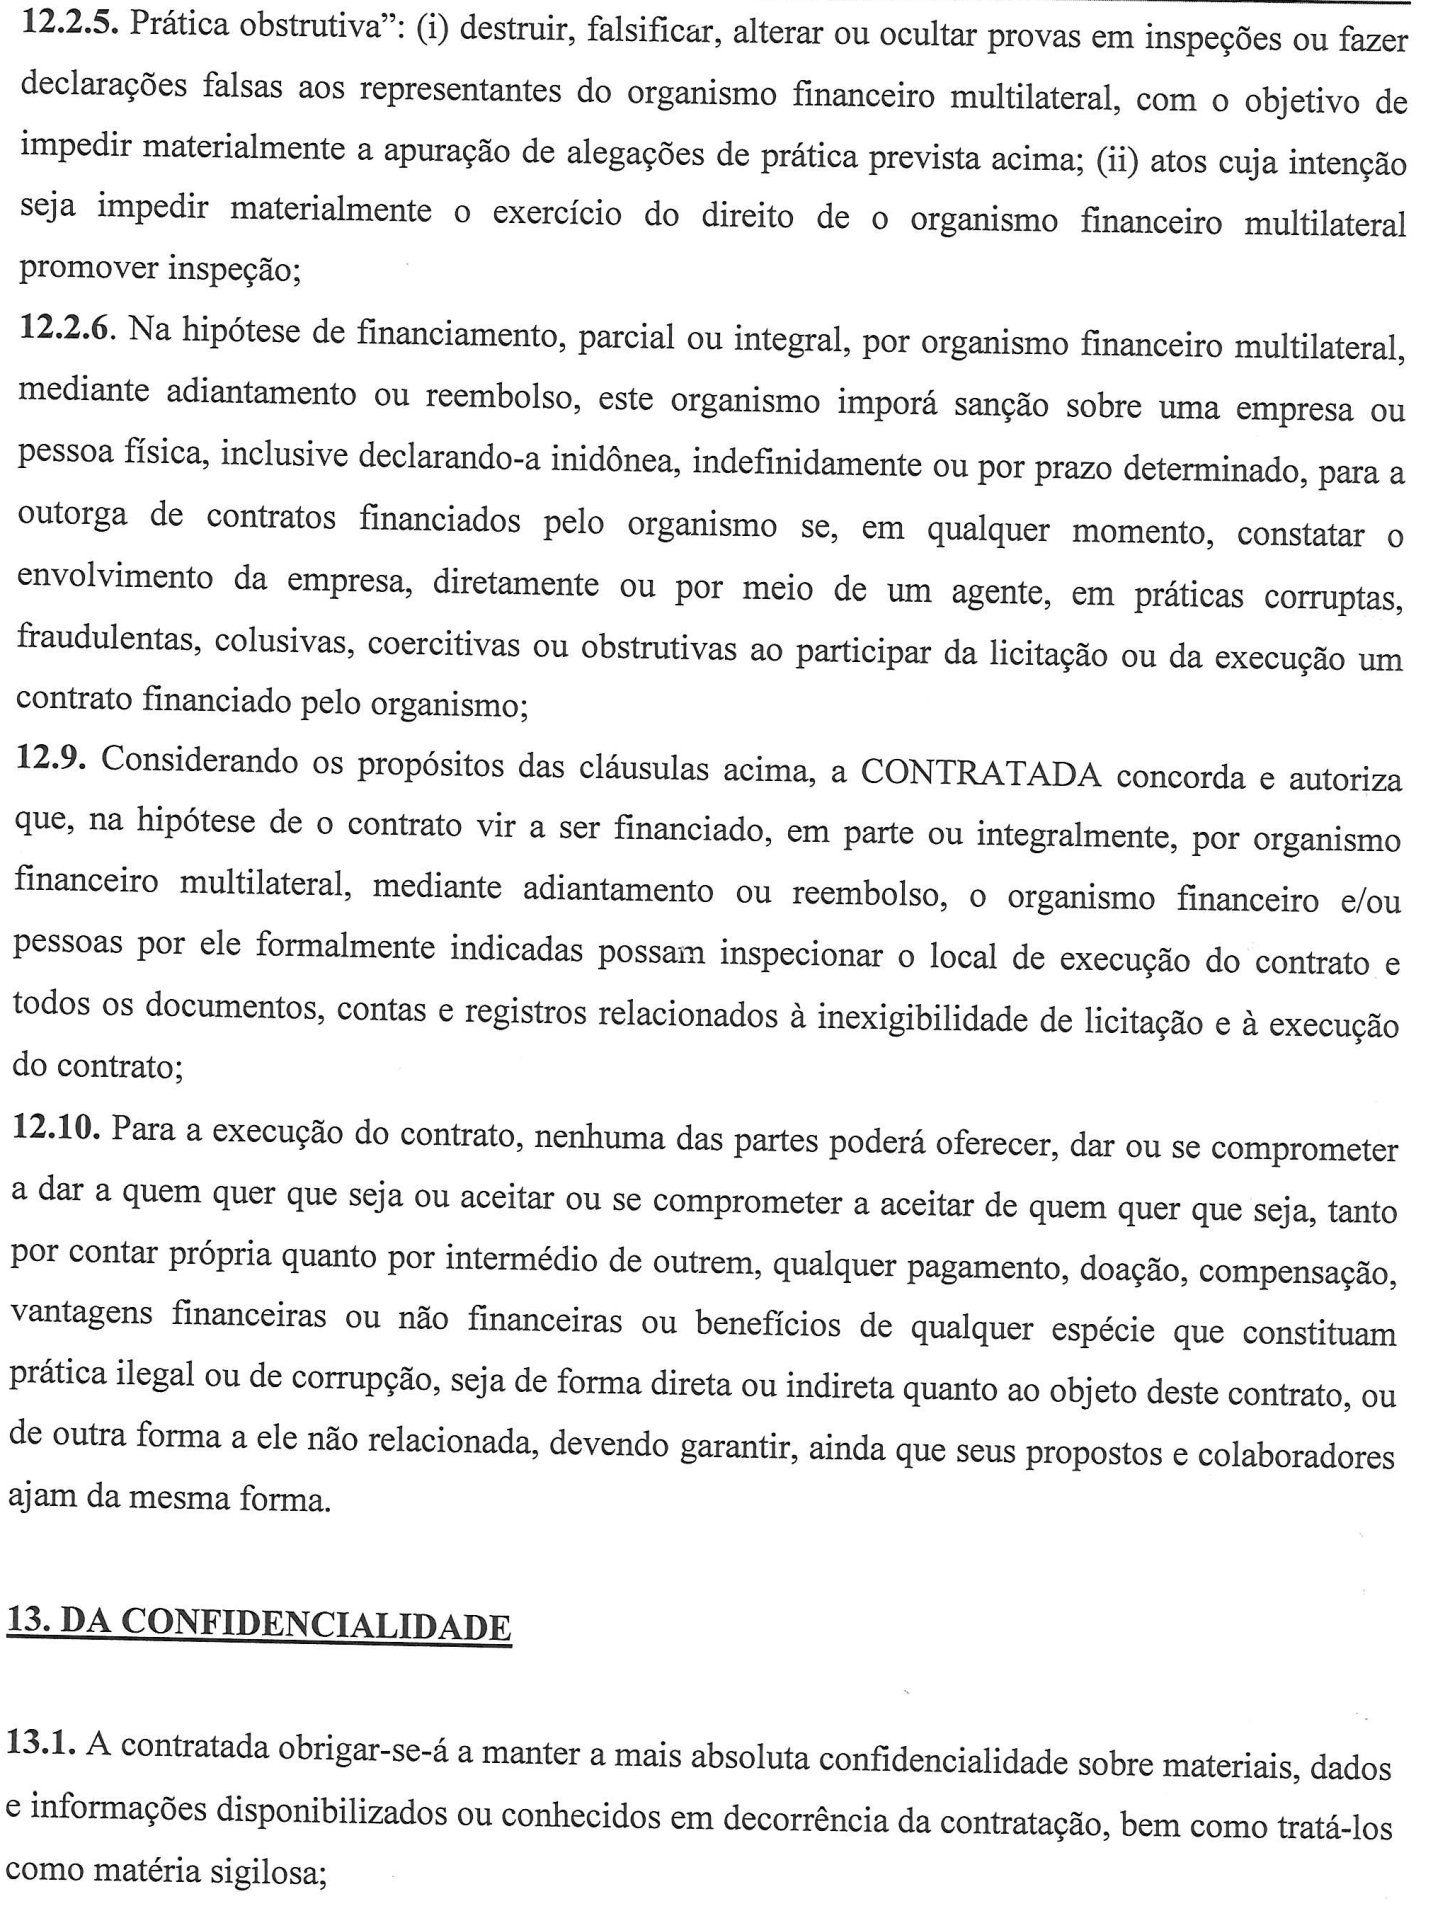 12.2.5. Prática obstrutiva”: (i) destruir, falsificar, alterar ou ocultar provas em inspeções ou fazer
declarações falsas aos representantes do organismo financeiro multilateral, com o objetivo de
impedir materialmente a apuração de alegações de prática prevista acima; (ii) atos cuja intenção
seja impedir materialmente o exercício do direito de o organismo financeiro multilateral
promover inspeção;
12.2.6. Na hipótese de financiamento, parcial ou integral, por organismo financeiro multilateral,
mediante adiantamento ou reembolso, este organismo imporá sanção sobre uma empresa ou
pessoa física, inclusive declarando-a inidônea, indefinidamente ou por prazo determinado, para a
outorga de contratos financiados pelo organismo se, em qualquer momento, constatar o
envolvimento da empresa, diretamente ou por meio de um agente, em práticas corruptas,
fraudulentas, colusivas, coercitivas ou obstrutivas ao participar da licitação ou da execução um
contrato financiado pelo organismo;
12.9. Considerando os propósitos das cláusulas acima, a CONTRATADA concorda e autoriza
que, na hipótese de o contrato vir a ser financiado, em parte ou integralmente, por organismo
financeiro multilateral, mediante adiantamento ou reembolso, o organismo financeiro e/ou
pessoas por ele formalmente indicadas possam inspecionar o local de execução do contrato e
todos os documentos, contas e registros relacionados à inexigibilidade de licitação e à execução
do contrato;
12.10. Para a execução do contrato, nenhuma das partes poderá oferecer, dar ou se comprometer
a dar a quem quer que seja ou aceitar ou se comprometer a aceitar de quem quer que seja, tanto
por contar própria quanto por intermédio de outrem, qualquer pagamento, doação, compensação,
vantagens financeiras ou não financeiras ou benefícios de qualquer espécie que constituam
prática ilegal ou de corrupção, seja de forma direta ou indireta quanto ao objeto deste contrato, ou
de outra forma a ele não relacionada, devendo garantir, ainda que seus propostos e colaboradores
ajam da mesma forma.
13. DA CONFIDENCIALIDADE
13.1. A contratada obrigar-se-á a manter a mais absoluta confidencialidade sobre materiais, dados
e informações disponibilizados ou conhecidos em decorrência da contratação, bem como tratá-los
como matéria sigilosa;